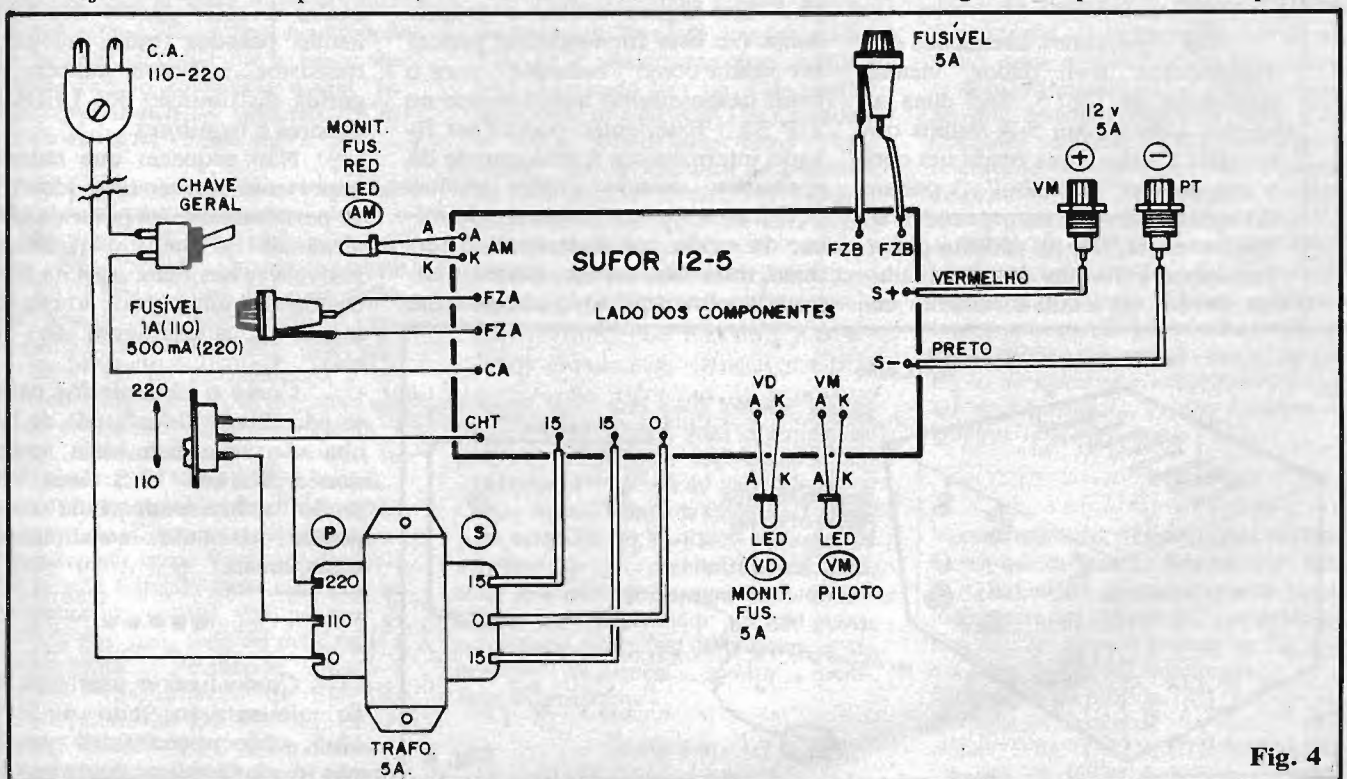 C.A.
110-220
FUSÍVEL
5A
12 v
5A
+
−
VM
PT
MONIT.
FUS.
RED
LED
AM
CHAVE
GERAL
A
A
AM
K
K
SUFOR 12-5
LADO DOS COMPONENTES
FZB
FZB
S+
VERMELHO
S−
PRETO
FUSÍVEL
1A(110)
500mA(220)
FZA
FZA
CA
220
110
CHT
15
15
0
VD
VM
A
K
A
K
A
K
A
K
LED
LED
VD
VM
MONIT.
FUS.
5A
PILOTO
P
S
220
110
0
15
0
15
TRAFO.
5A.
Fig. 4